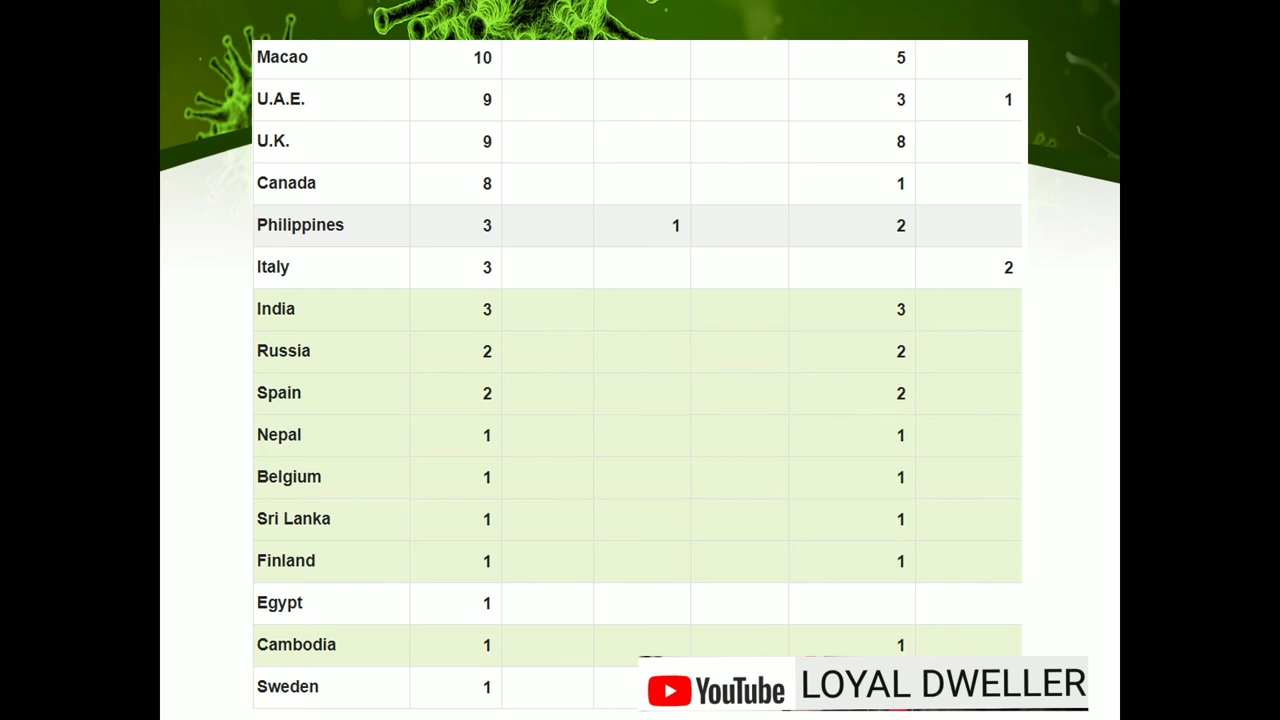 Macao 10 5
U.A.E. 9 3 1
U.K. 9 8
Canada 8 1
Philippines 3 1 2
Italy 3 2
India 3 3
Russia 2 2
Spain 2 2
Nepal 1 1
Belgium 1 1
Sri Lanka 1 1
Finland 1 1
Egypt 1
Cambodia 1 1
Sweden 1
YouTube LOYAL DWELLER